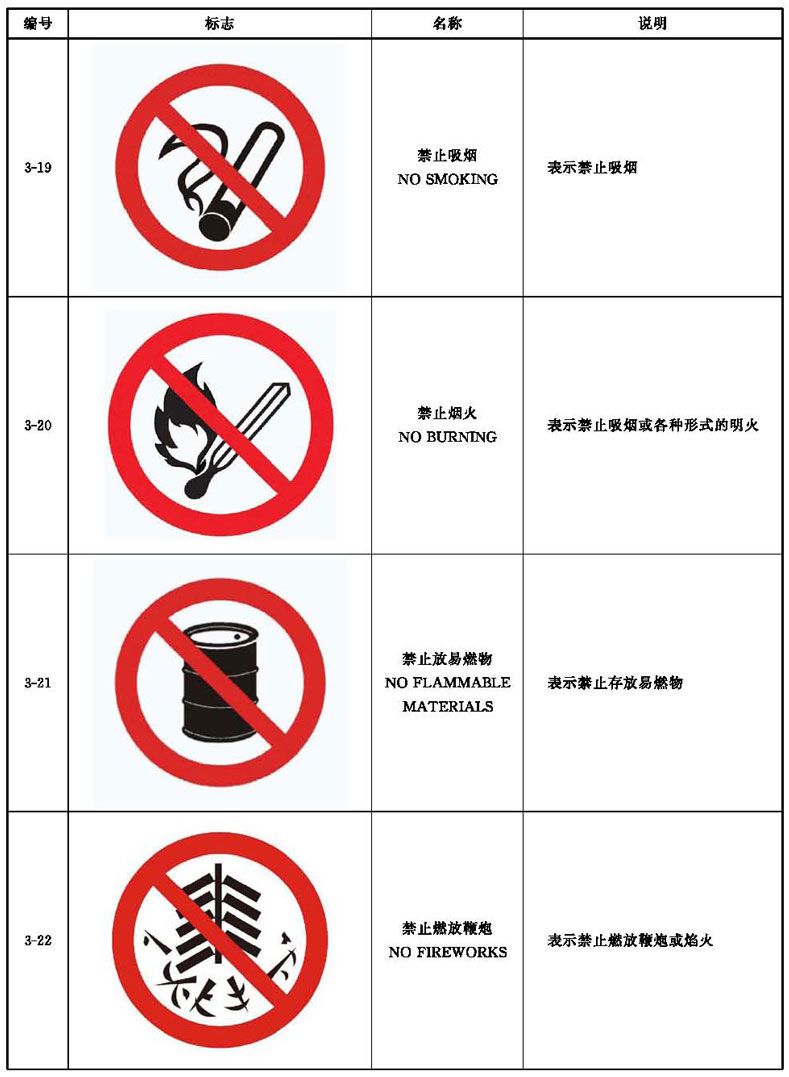 编号 标志 名称 说明
3-19 禁止吸烟 表示禁止吸烟
NO SMOKING
3-20 禁止烟火 表示禁止吸烟或各种形式的明火
NO BURNING
3-21 禁止放易燃物 表示禁止存放易燃物
NO FLAMMABLE
MATERIALS
3-22 禁止燃放鞭炮 表示禁止燃放鞭炮或焰火
NO FIREWORKS